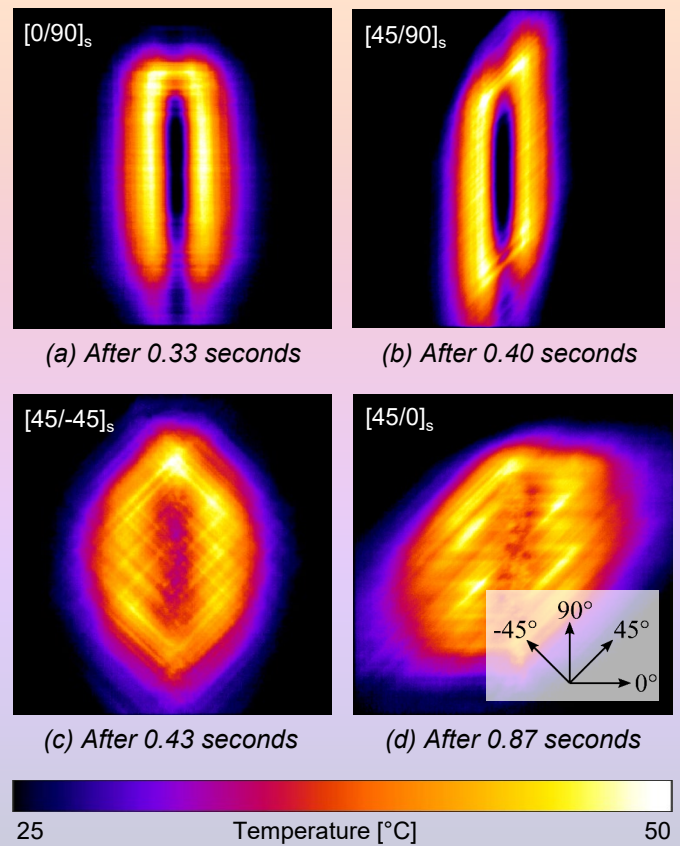 [0/90]s
[45/90]s
(a) After 0.33 seconds
(b) After 0.40 seconds
[45/-45]s
[45/0]s
90°
-45°
45°
0°
(c) After 0.43 seconds
(d) After 0.87 seconds
25
Temperature [°C]
50